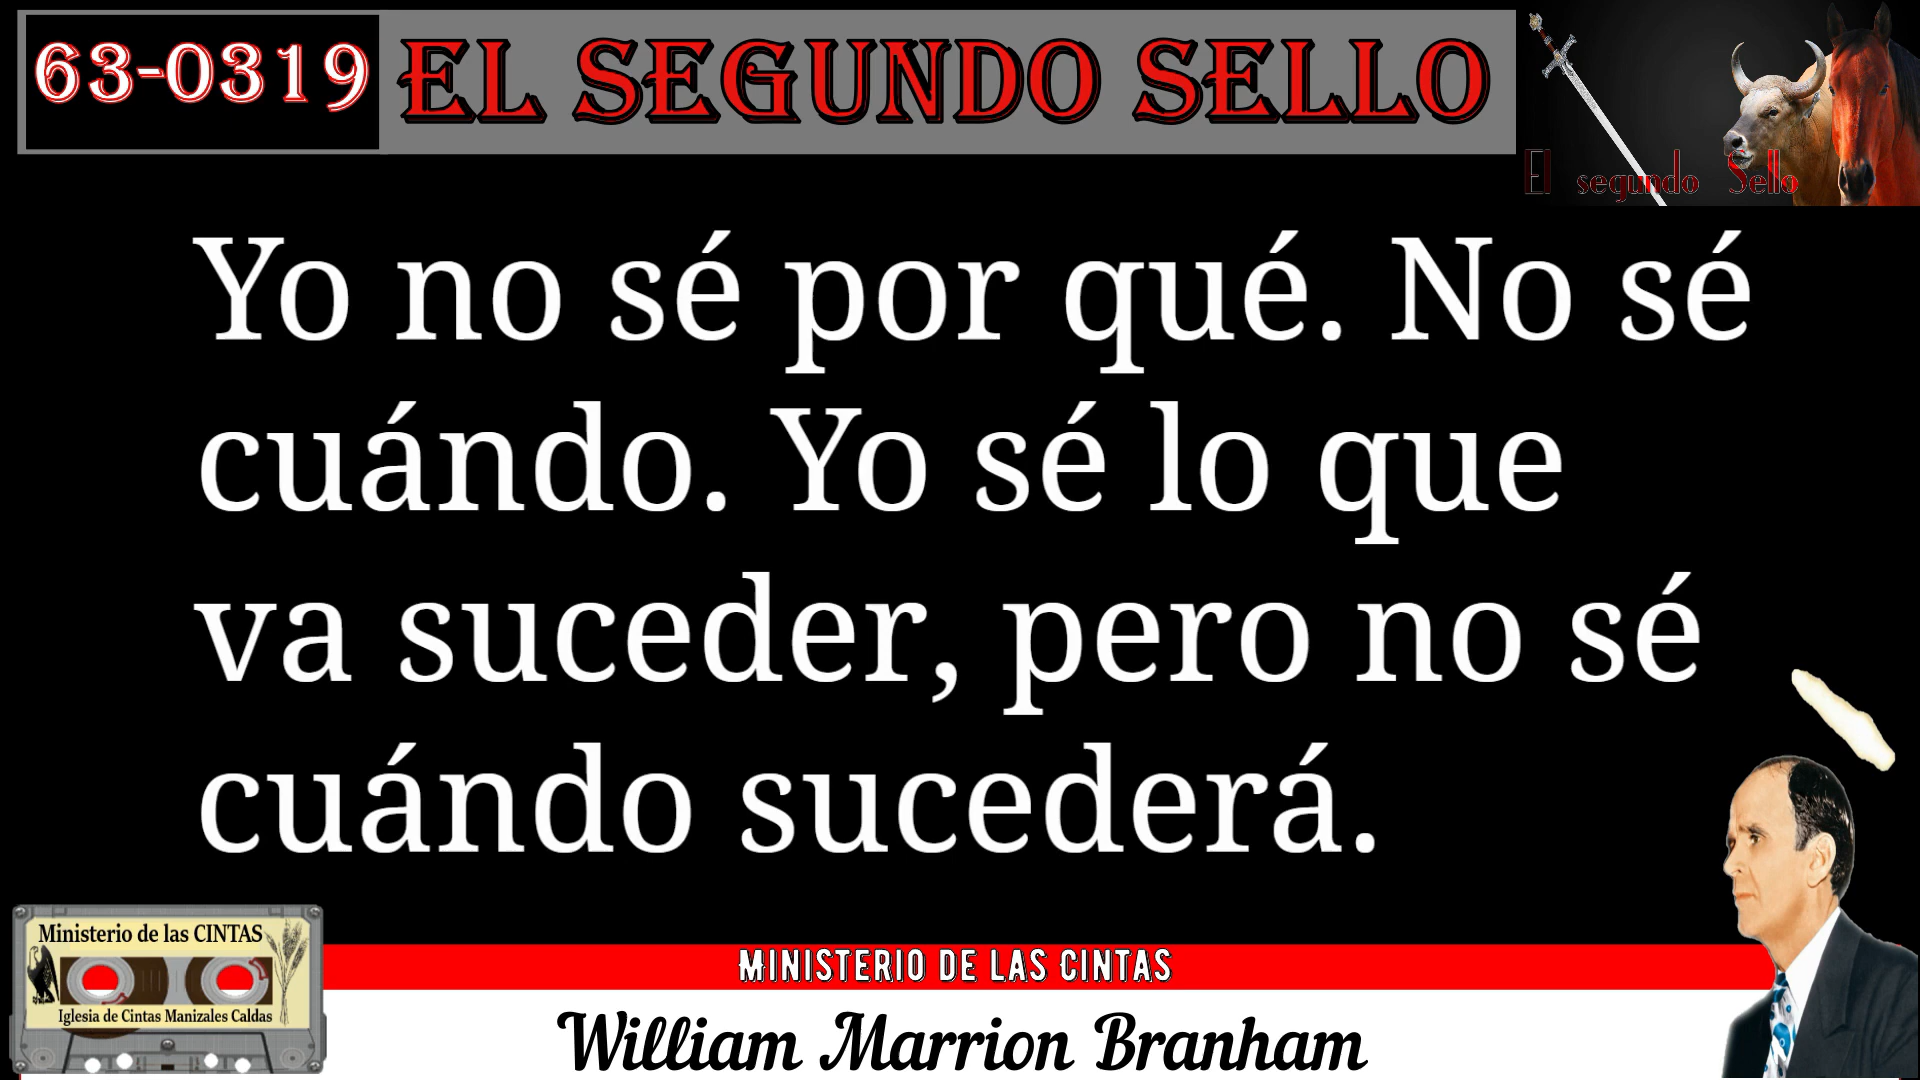 63-0319 EL SEGUNDO SELLO
El segundo Sello
Yo no sé por qué. No sé
cuándo. Yo sé lo que
va suceder, pero no sé
cuándo sucederá.
Ministerio de las CINTAS
Iglesia de Cintas Manizales Caldas
MINISTERIO DE LAS CINTAS
William Marrion Branham